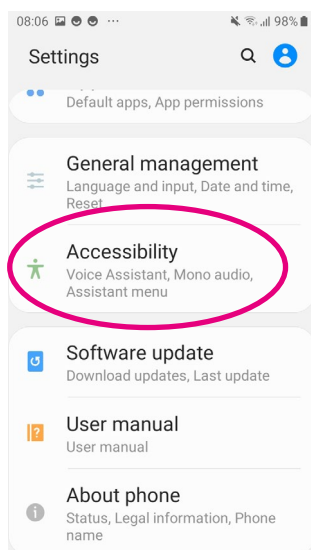 08:06 98%
Settings
Default apps, App permissions
General management
Language and input, Date and time,
Reset
Accessibility
Voice Assistant, Mono audio,
Assistant menu
Software update
Download updates, Last update
User manual
User manual
About phone
Status, Legal information, Phone
name